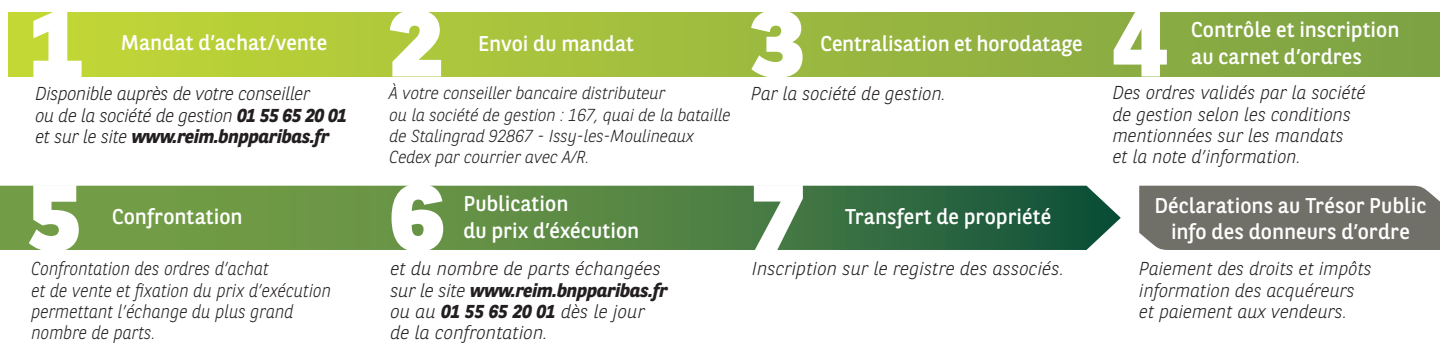 1 Mandat d'achat/vente
Disponible auprès de votre conseiller
ou de la société de gestion 01 55 65 20 01
et sur le site www.reim.bnpparibas.fr
2 Envoi du mandat
À votre conseiller bancaire distributeur
ou la société de gestion : 167, quai de la bataille
de Stalingrad 92867 - Issy-les-Moulineaux
Cedex par courrier avec A/R.
3 Centralisation et horodatage
Par la société de gestion.
4 Contrôle et inscription
au carnet d'ordres
Des ordres validés par la société
de gestion selon les conditions
mentionnées sur les mandats
et la note d'information.
5 Confrontation
Confrontation des ordres d'achat
et de vente et fixation du prix d'exécution
permettant l'échange du plus grand
nombre de parts.
6 Publication
du prix d'éxécution
et du nombre de parts échangées
sur le site www.reim.bnpparibas.fr
ou au 01 55 65 20 01 dès le jour
de la confrontation.
7 Transfert de propriété
Inscription sur le registre des associés.
Déclarations au Trésor Public
info des donneurs d'ordre
Paiement des droits et impôts
information des acquéreurs
et paiement aux vendeurs.